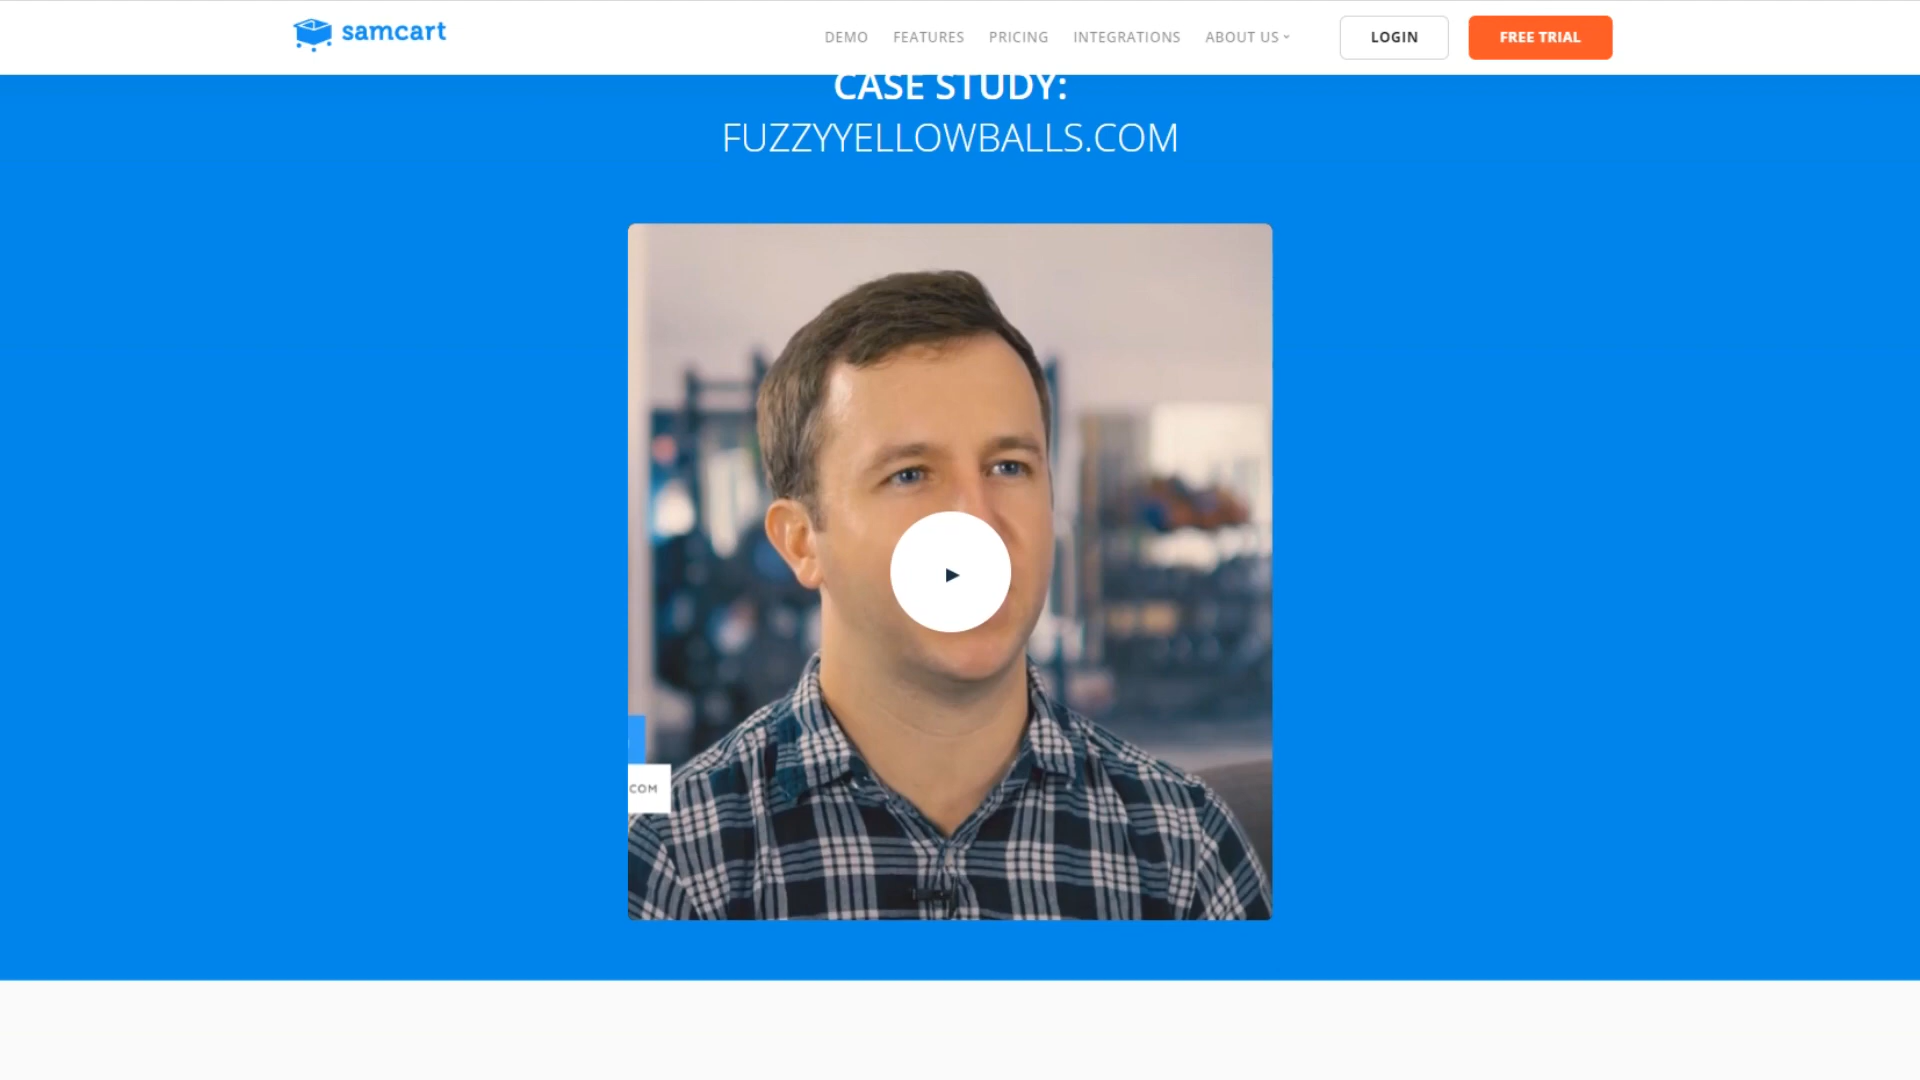 samcart
DEMO FEATURES PRICING INTEGRATIONS ABOUT US LOGIN FREE TRIAL
CASE STUDY:
FUZZYYELLOWBALLS.COM
COM